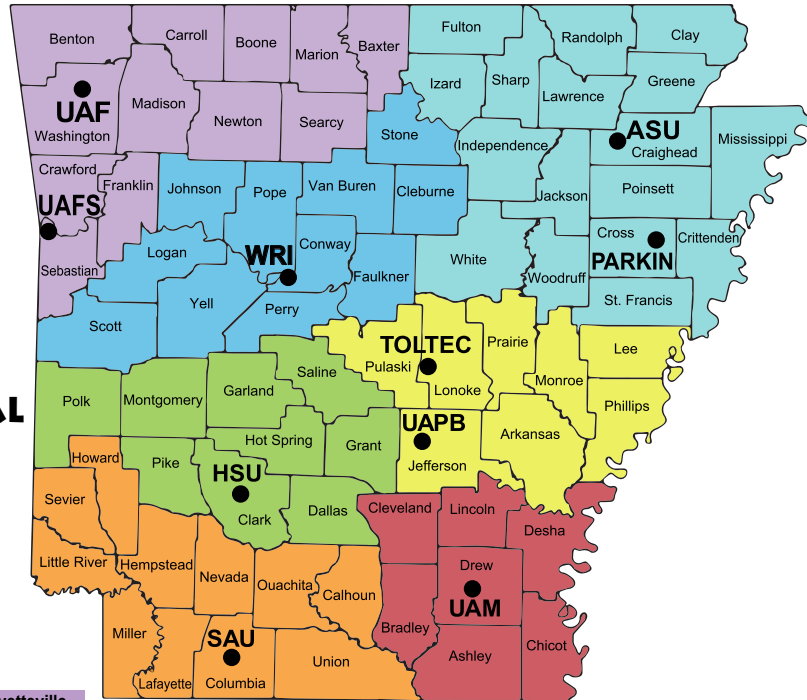 Benton
Carroll
Boone
Marion
Baxter
Fulton
Randolph
Clay
Izard
Sharp
Lawrence
Greene
UAF
Washington
Madison
Newton
Searcy
Stone
Independence
ASU
Craighead
Mississippi
Crawford
Franklin
Johnson
Pope
Van Buren
Cleburne
Jackson
Poinsett
UAFS
Sebastian
Logan
WRI
Conway
Faulkner
White
Woodruff
Cross
PARKIN
Crittenden
St. Francis
Scott
Yell
Perry
TOLTEC
Pulaski
Lonoke
Prairie
Monroe
Lee
Phillips
Polk
Montgomery
Garland
Saline
Hot Spring
Grant
UAPB
Jefferson
Arkansas
AL
Howard
Pike
HSU
Clark
Dallas
Cleveland
Lincoln
Desha
Sevier
Little River
Hempstead
Nevada
Ouachita
Calhoun
Drew
UAM
Bradley
Ashley
Chicot
Miller
Lafayette
SAU
Columbia
Union